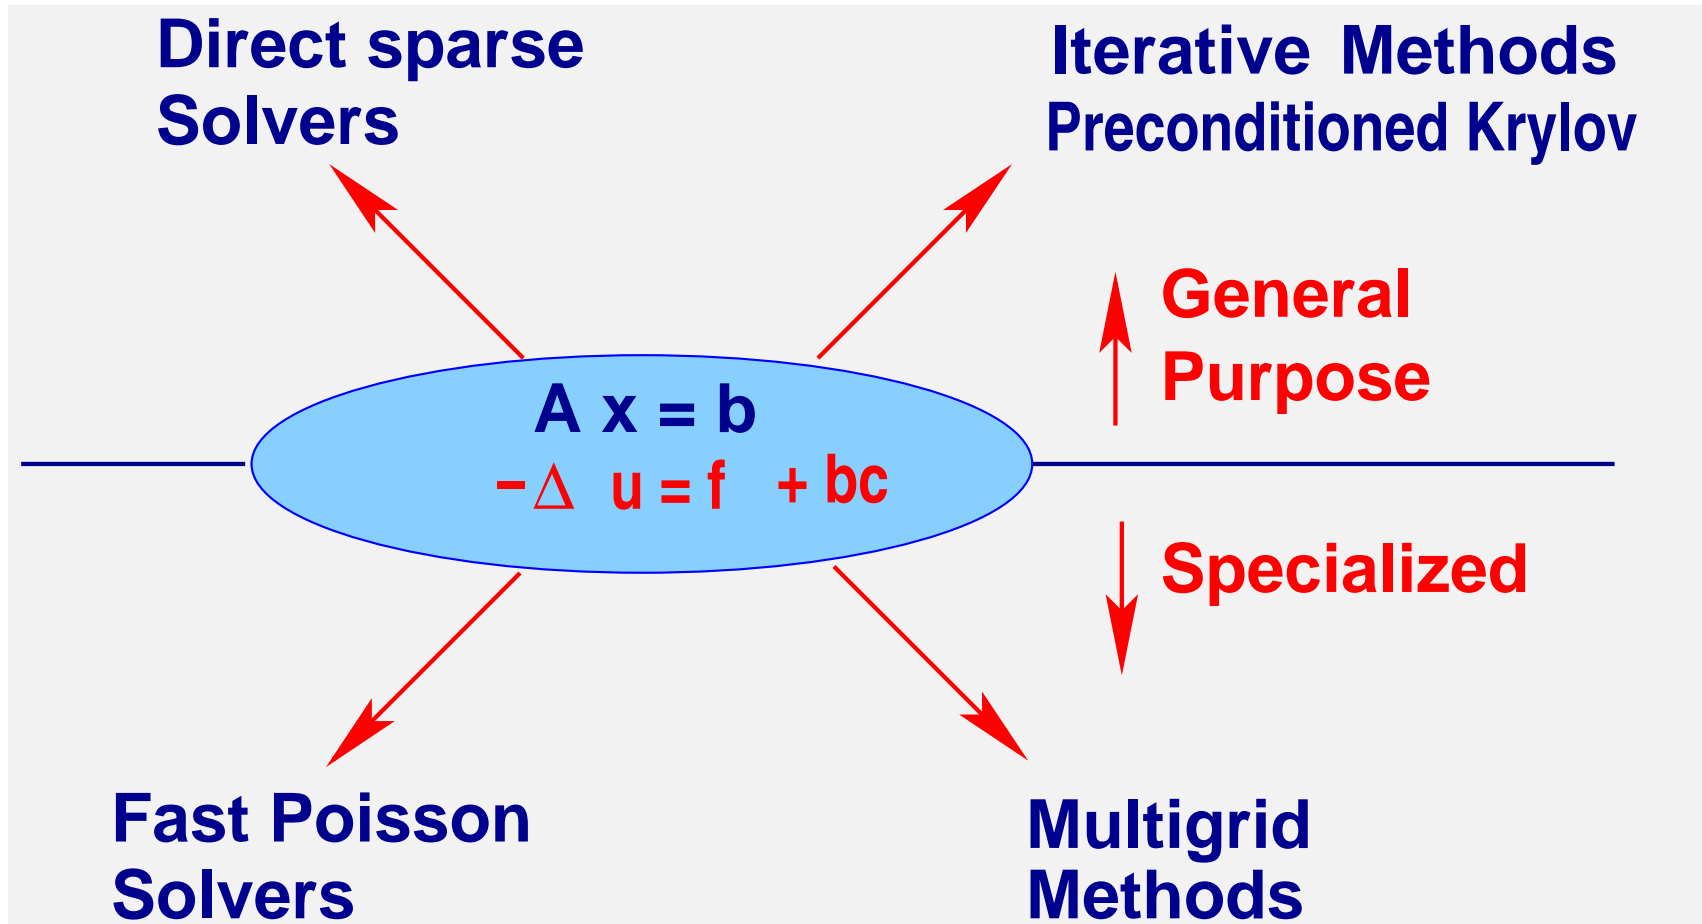 Direct sparse
Solvers
Iterative Methods
Preconditioned Krylov
General
Purpose
A x = b
−Δ u = f + bc
Specialized
Fast Poisson
Solvers
Multigrid
Methods